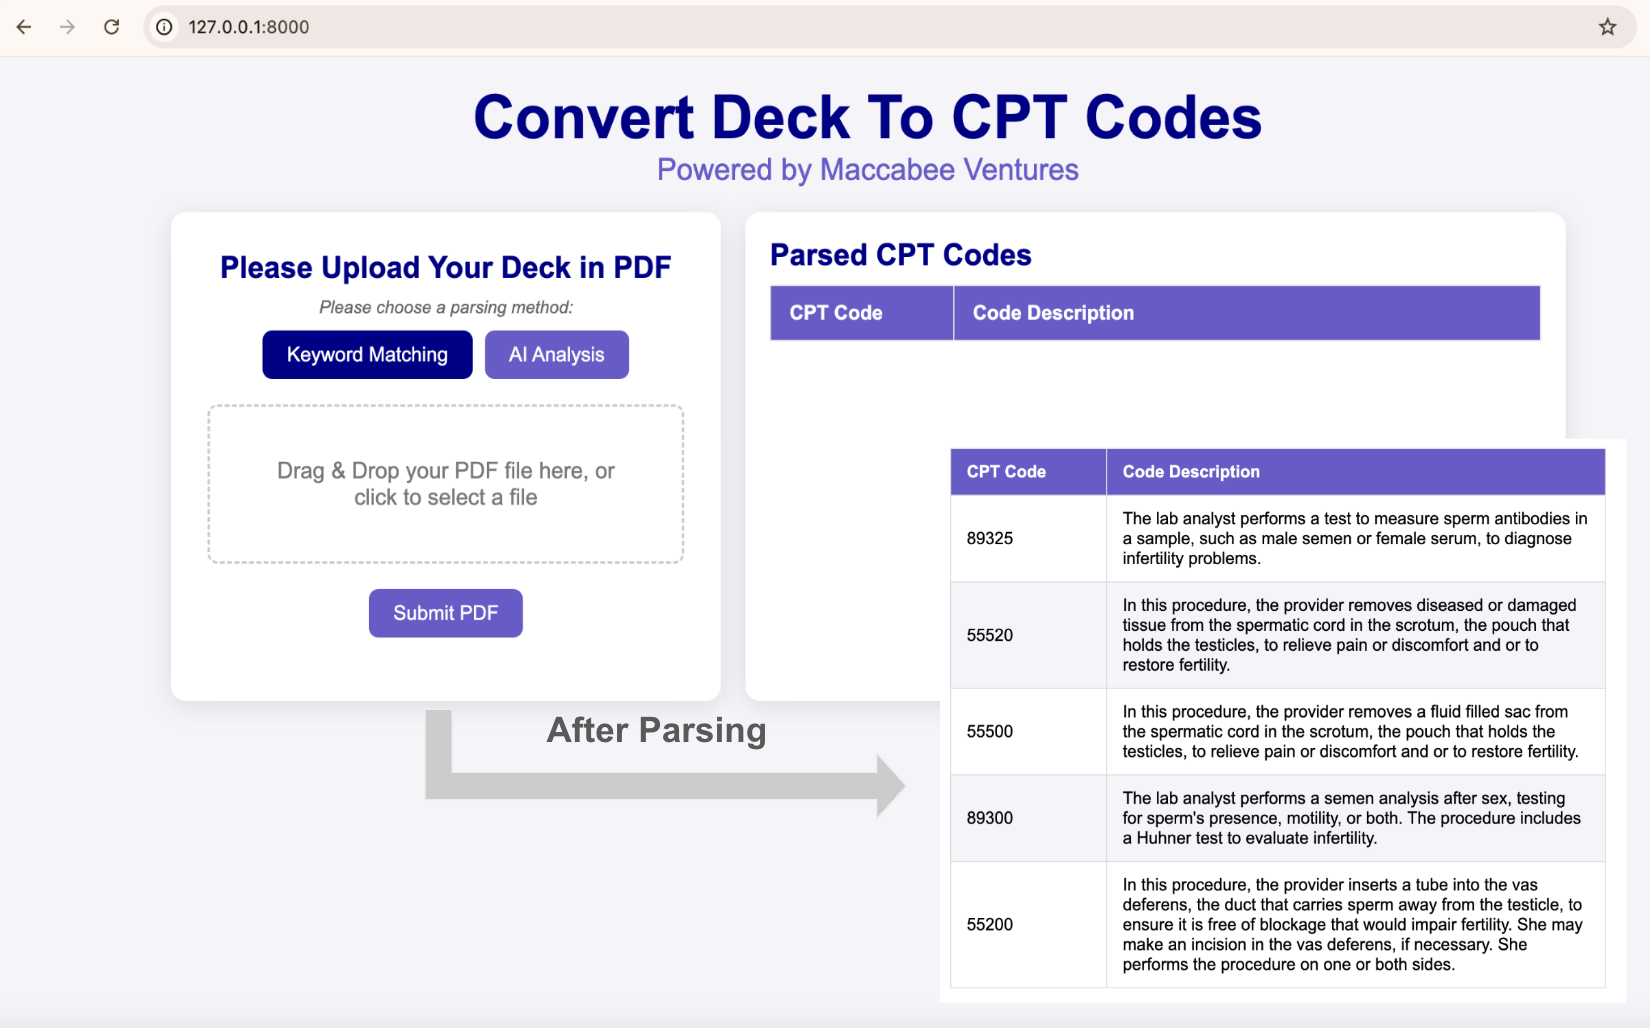 127.0.0.1:8000
Convert Deck To CPT Codes
Powered by Maccabee Ventures
Please Upload Your Deck in PDF
Please choose a parsing method:
Keyword Matching
AI Analysis
Drag & Drop your PDF file here, or
click to select a file
Submit PDF
Parsed CPT Codes
CPT Code
Code Description
After Parsing
CPT Code
Code Description
89325
The lab analyst performs a test to measure sperm antibodies in
a sample, such as male semen or female serum, to diagnose
infertility problems.
55520
In this procedure, the provider removes diseased or damaged
tissue from the spermatic cord in the scrotum, the pouch that
holds the testicles, to relieve pain or discomfort and or to
restore fertility.
55500
In this procedure, the provider removes a fluid filled sac from
the spermatic cord in the scrotum, the pouch that holds the
testicles, to relieve pain or discomfort and or to restore fertility.
89300
The lab analyst performs a semen analysis after sex, testing
for sperm's presence, motility, or both. The procedure includes
a Huhner test to evaluate infertility.
55200
In this procedure, the provider inserts a tube into the vas
deferens, the duct that carries sperm away from the testicle, to
ensure it is free of blockage that would impair fertility. She may
make an incision in the vas deferens, if necessary. She
performs the procedure on one or both sides.